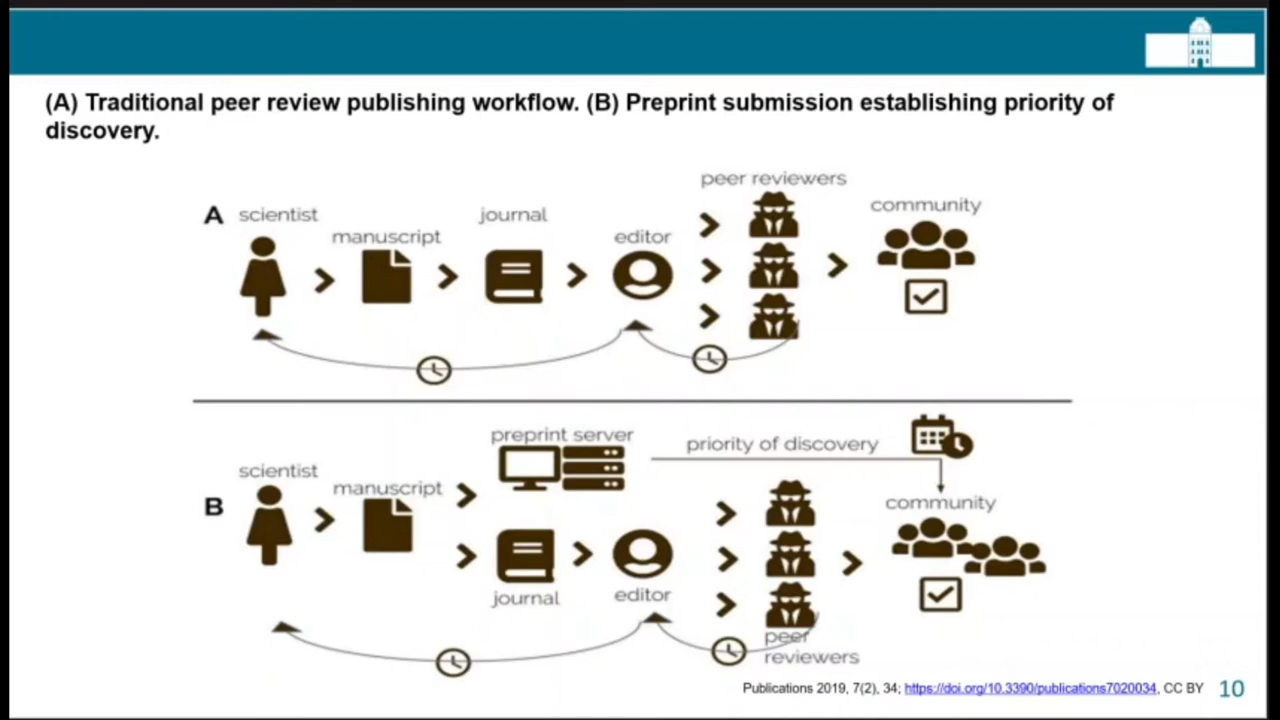 (A) Traditional peer review publishing workflow. (B) Preprint submission establishing priority of
discovery.
peer reviewers
A
scientist
journal
community
manuscript
editor
preprint server
priority of discovery
scientist
manuscript
B
community
journal
editor
peer
reviewers
Publications 2019, 7(2), 34; https://doi.org/10.3390/publications7020034, CC BY
10